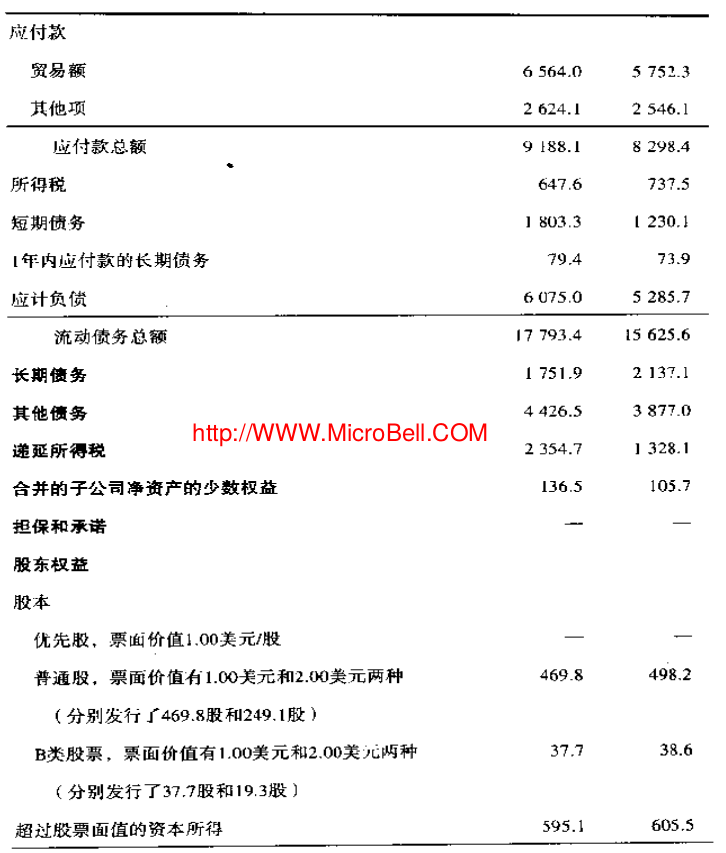 应付款
贸易额 6 564.0 5 752.3
其他项 2 624.1 2 546.1
应付款总额 9 188.1 8 298.4
所得税 647.6 737.5
短期债务 1 803.3 1 230.1
1年内应付款的长期债务 79.4 73.9
应计负债 6 075.0 5 285.7
流动债务总额 17 793.4 15 625.6
长期债务 1 751.9 2 137.1
其他债务 4 426.5 3 877.0
http://WWW.MicroBell.COM
递延所得税 2 354.7 1 328.1
合并的子公司净资产的少数权益 136.5 105.7
担保和承诺 — —
股东权益
股本
优先股，票面价值1.00美元/股 — —
普通股，票面价值有1.00美元和2.00美元两种 469.8 498.2
（分别发行了469.8股和249.1股）
B类股票，票面价值有1.00美元和2.00美元两种 37.7 38.6
（分别发行了37.7股和19.3股）
超过股票面值的资本所得 595.1 605.5